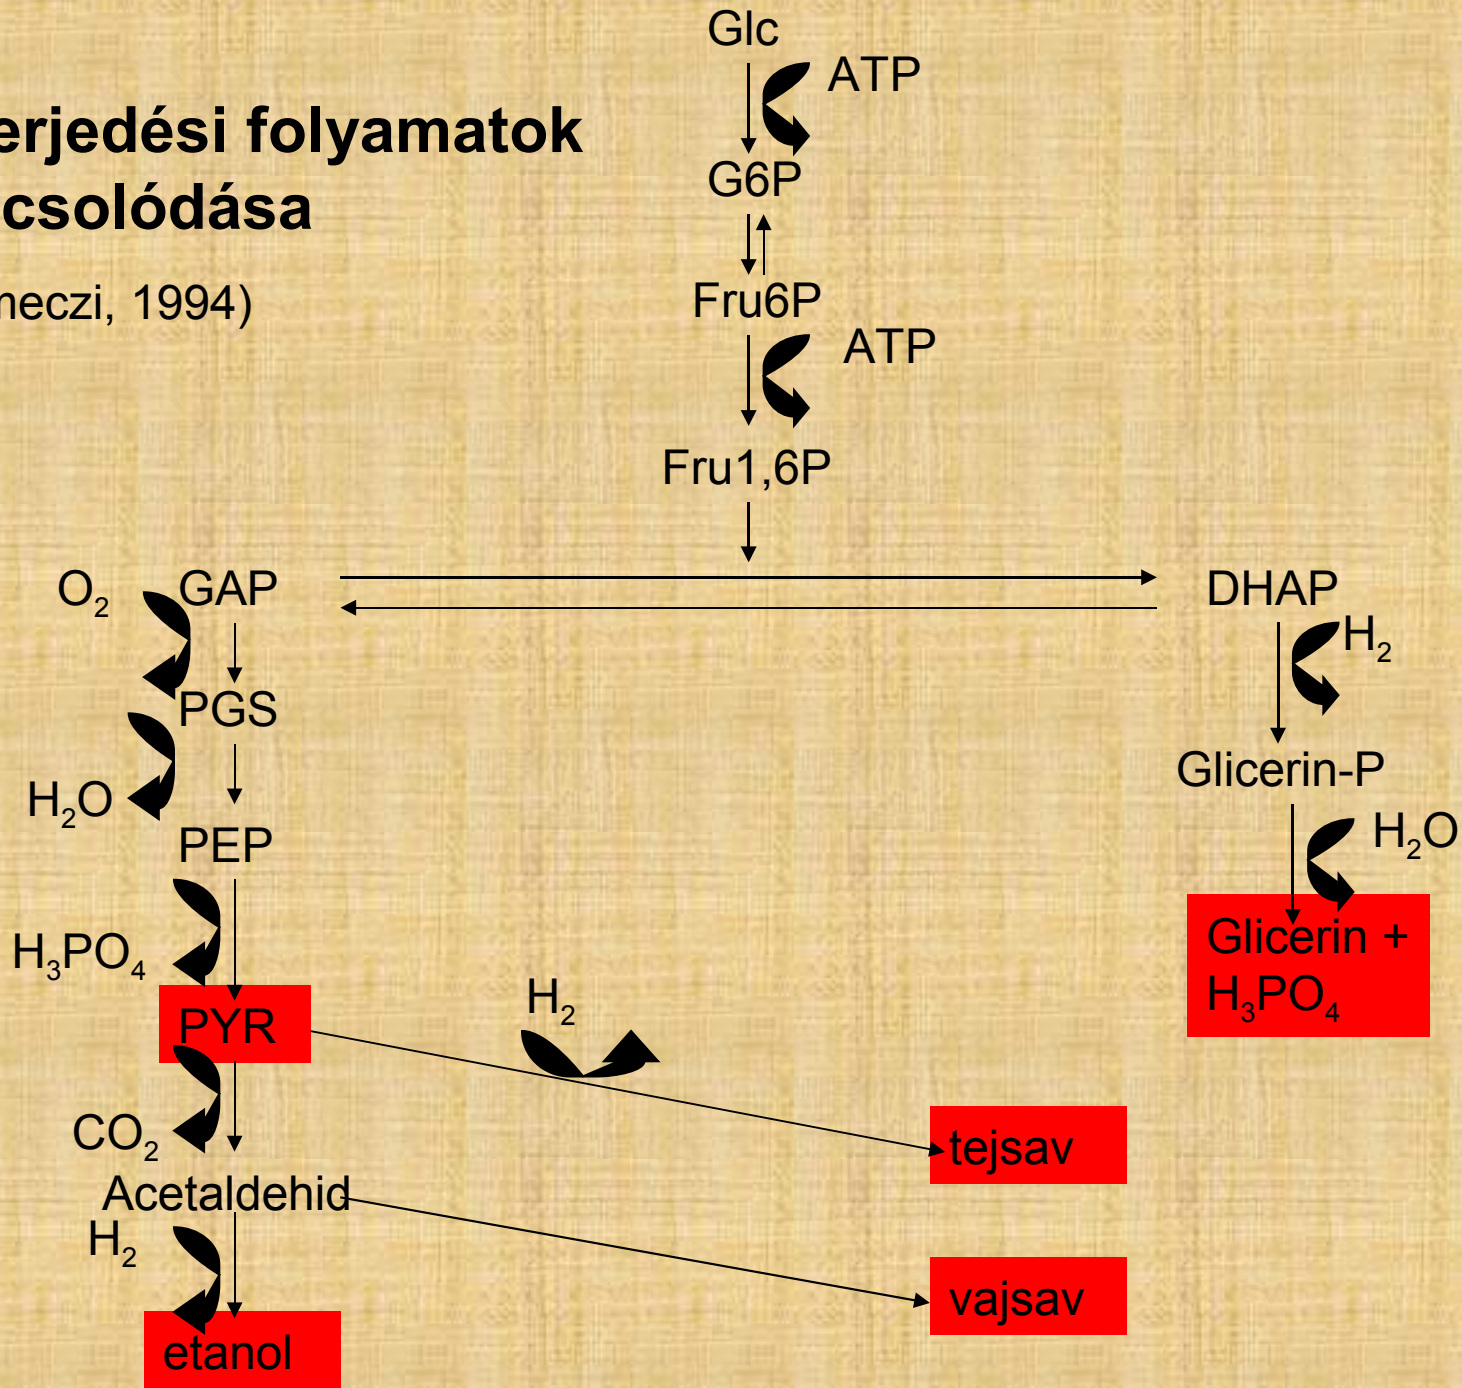 erjedési folyamatok
csolódása
neczi, 1994)
Glc
ATP
G6P
Fru6P
ATP
Fru1,6P
O₂
GAP
DHAP
H₂
PGS
H₂O
Glicerin-P
PEP
H₂O
H₃PO₄
Glicerin +
H₃PO₄
PYR
H₂
CO₂
tejsav
Acetaldehid
H₂
vajsav
etanol